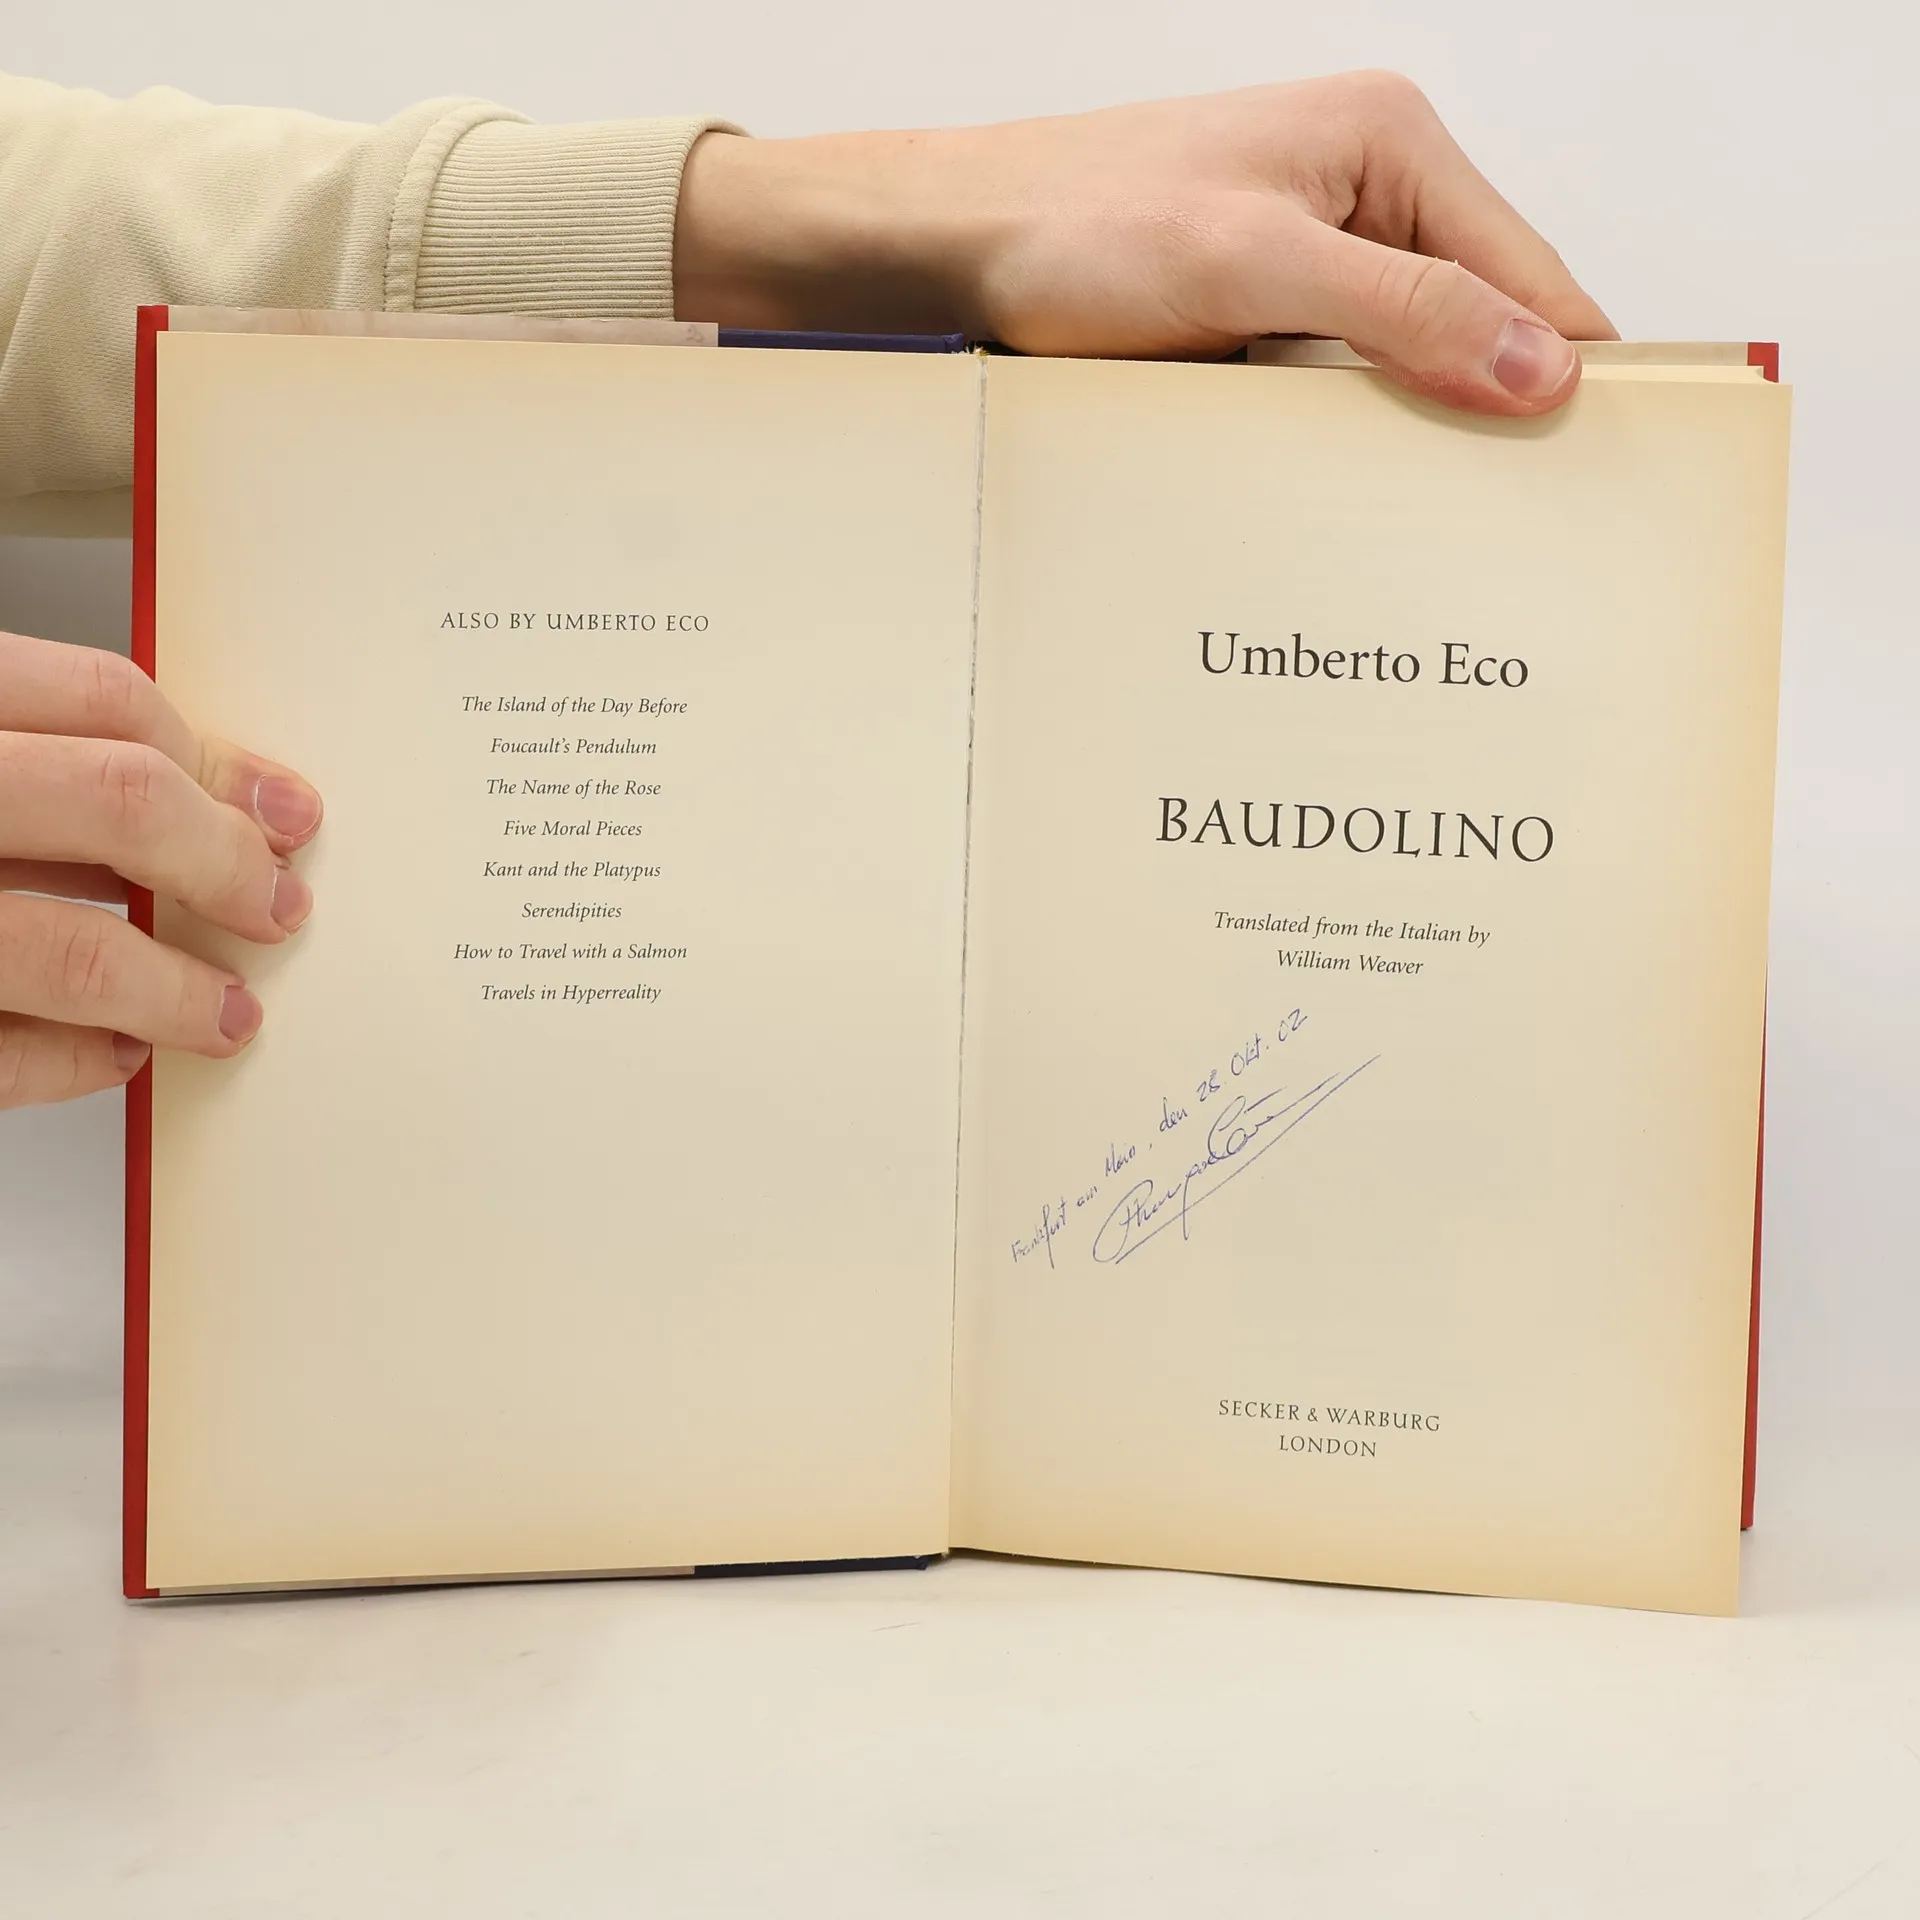 ALSO BY UMBERTO ECO
The Island of the Day Before
Foucault's Pendulum
The Name of the Rose
Five Moral Pieces
Kant and the Platypus
Serendipities
How to Travel with a Salmon
Travels in Hyperreality
Umberto Eco
BAUDOLINO
Translated from the Italian by
William Weaver
Frankfurt am Main, den 28. Okt. 02
SECKER & WARBURG
LONDON